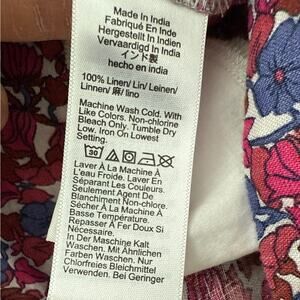 Made In India
Fabriqué En Inde
Hergestellt In Indien
Vervaardigd In India
インド製
hecho en india
100% Linen/ Lin/ Leinen/
Linnen/ 麻/ lino
Machine Wash Cold. With
Like Colors. Non-chlorine
Bleach Only. Tumble Dry
Low. Iron On Lowest
Setting.
30
Laver À La Machine À
L'eau Froide. Laver En
Séparant Les Couleurs.
Seulement Agent De
Blanchiment Non-chlore.
Sécher À La Machine À
Basse Température.
Repasser À Fer Doux Si
Nécessaire.
In Der Maschine Kalt
Waschen. Mit Ähnlichen
Farben Waschen. Nur
Chlorfreies Bleichmittel
Verwenden. Bei Geringer